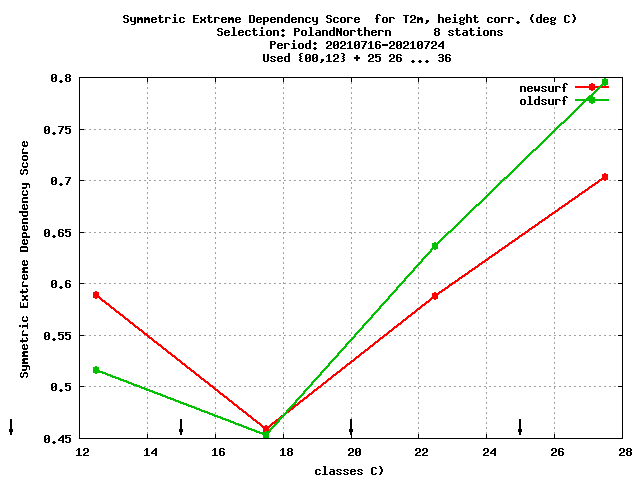 Symmetric Extreme Dependency Score  for T2m, height corr. (deg C)
Selection: PolandNorthern      8 stations
Period: 20210716-20210724
Used {00,12} + 25 26 ... 36
newsurf
oldsurf
Symmetric Extreme Dependency Score
0.8
0.75
0.7
0.65
0.6
0.55
0.5
0.45
12 14 16 18 20 22 24 26 28
classes C)